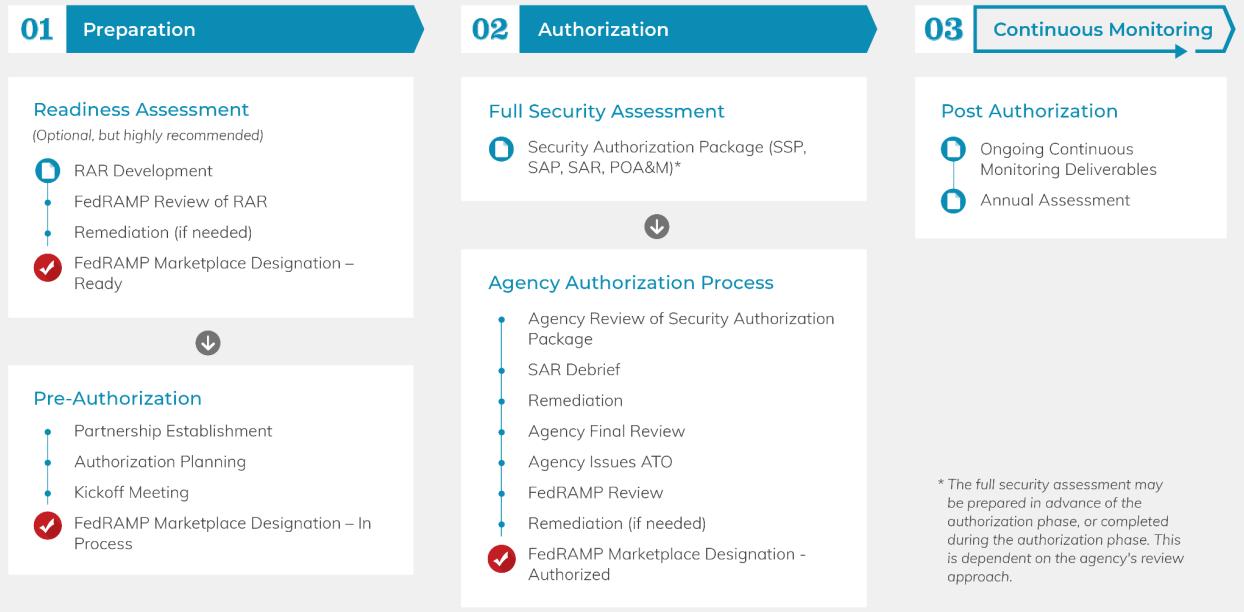 01 Preparation
Readiness Assessment
(Optional, but highly recommended)
RAR Development
FedRAMP Review of RAR
Remediation (if needed)
FedRAMP Marketplace Designation –
Ready
Pre-Authorization
Partnership Establishment
Authorization Planning
Kickoff Meeting
FedRAMP Marketplace Designation – In
Process
02 Authorization
Full Security Assessment
Security Authorization Package (SSP,
SAP, SAR, POA&M)*
Agency Authorization Process
Agency Review of Security Authorization
Package
SAR Debrief
Remediation
Agency Final Review
Agency Issues ATO
FedRAMP Review
Remediation (if needed)
FedRAMP Marketplace Designation -
Authorized
03 Continuous Monitoring
Post Authorization
Ongoing Continuous
Monitoring Deliverables
Annual Assessment
* The full security assessment may
be prepared in advance of the
authorization phase, or completed
during the authorization phase. This
is dependent on the agency's review
approach.